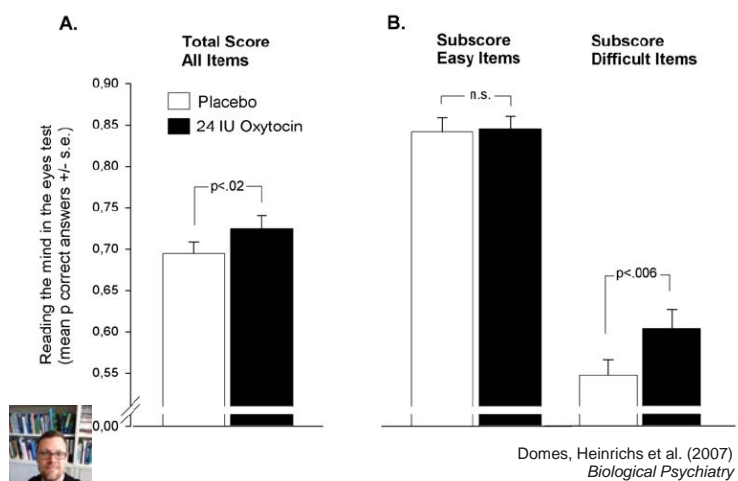 A.
Total Score
All Items
B.
Subscore
Easy Items
Subscore
Difficult Items
Reading the mind in the eyes test
(mean p correct answers +/- s.e.)
0,90
0,85
0,80
0,75
0,70
0,65
0,60
0,55
0,00
Placebo
24 IU Oxytocin
p<.02
n.s.
p<.006
Domes, Heinrichs et al. (2007)
Biological Psychiatry